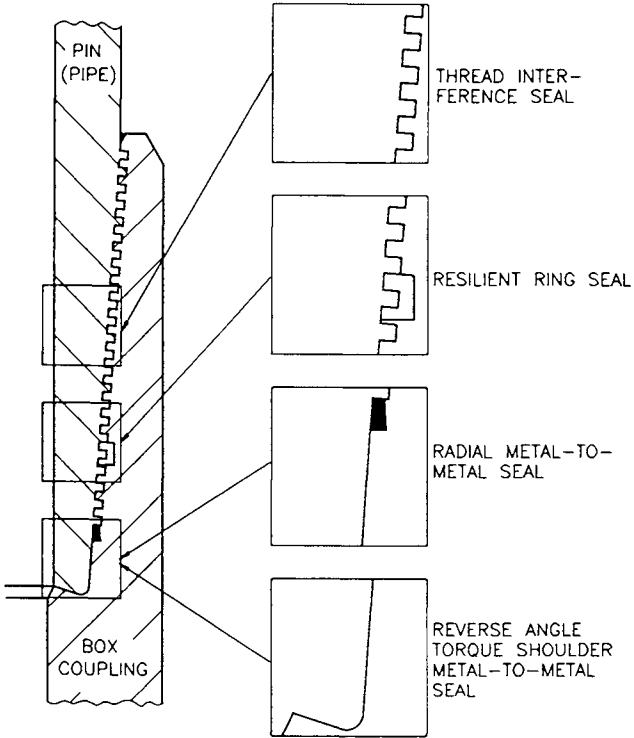 PIN
(PIPE)
THREAD INTER-
FERENCE SEAL
RESILIENT RING SEAL
RADIAL METAL-TO-
METAL SEAL
REVERSE ANGLE
TORQUE SHOULDER
METAL-TO-METAL
SEAL
BOX
COUPLING